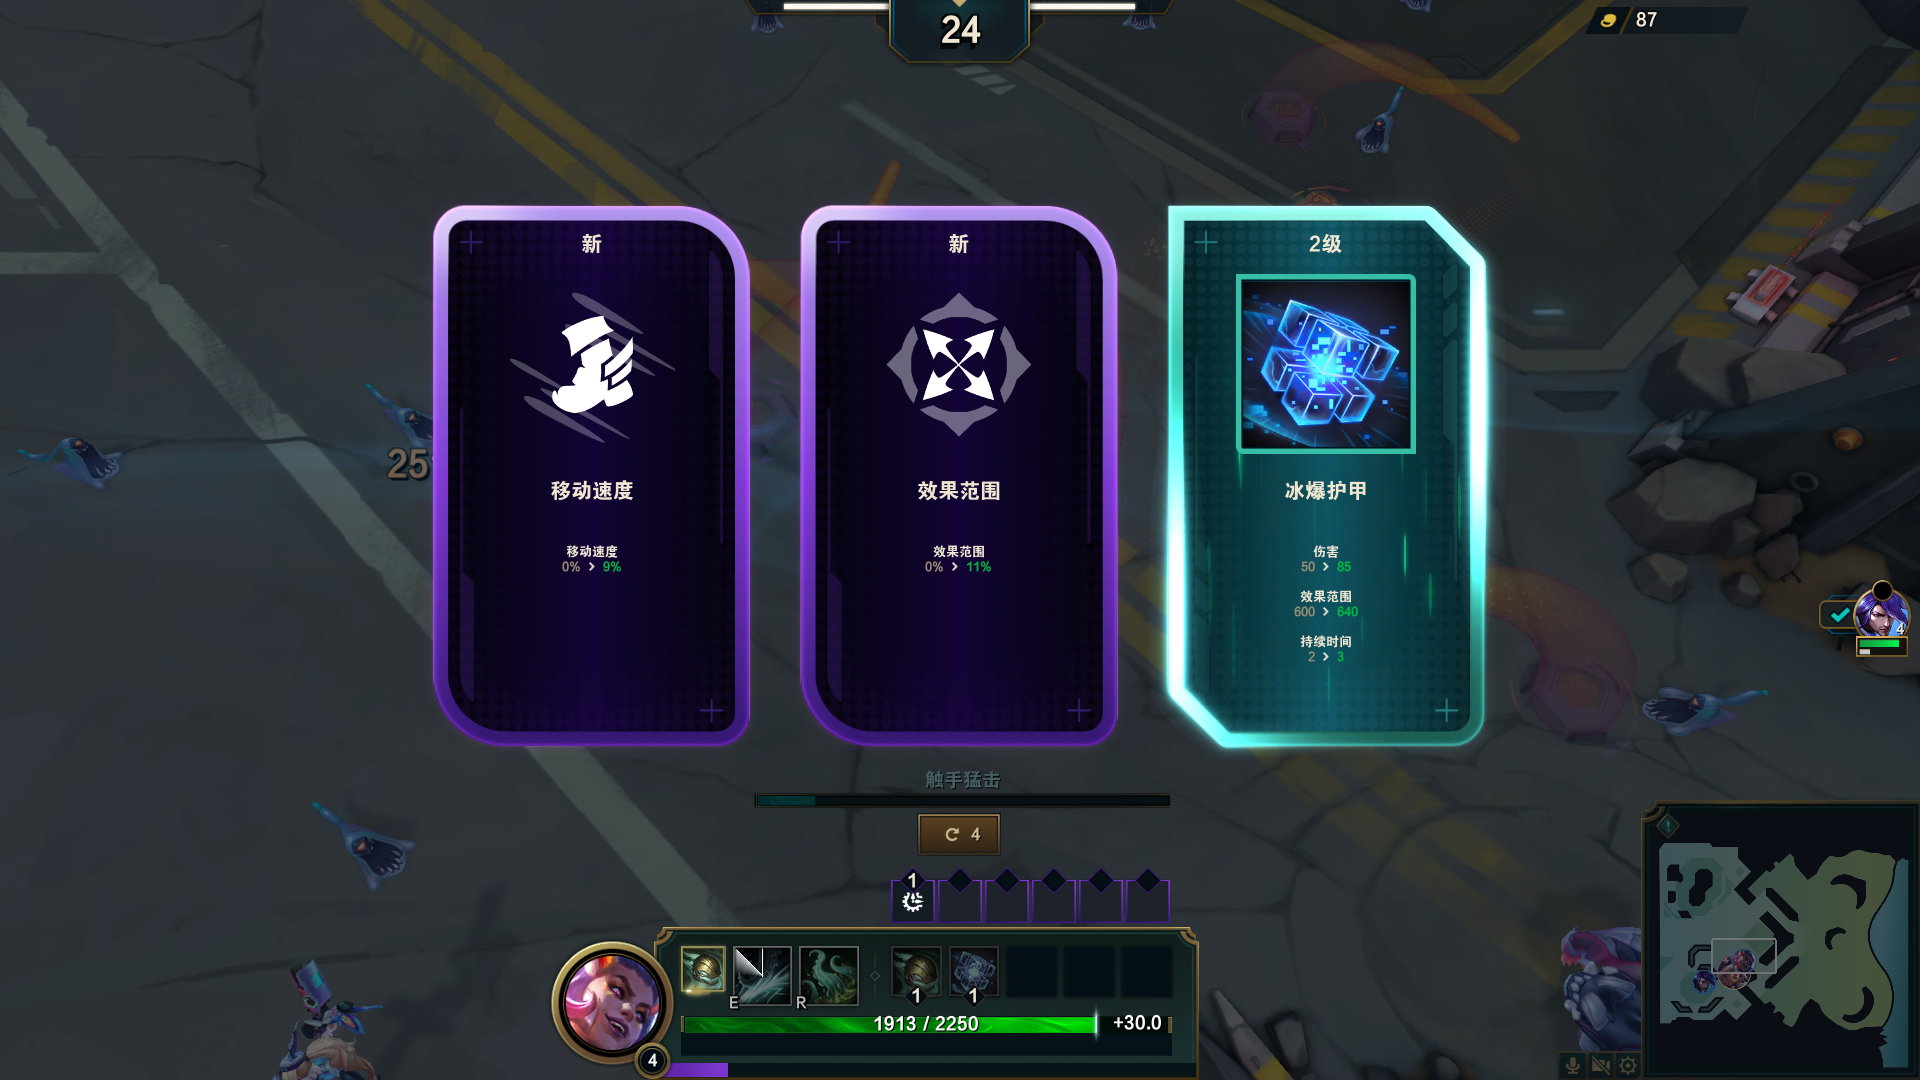 24
87
新
新
2级
25
移动速度
效果范围
冰爆护甲
移动速度
0% > 9%
效果范围
0% > 11%
伤害
50 > 85
效果范围
600 > 640
持续时间
2 > 3
4
触手猛击
4
1
E
R
1
1
1913 / 2250
+30.0
4